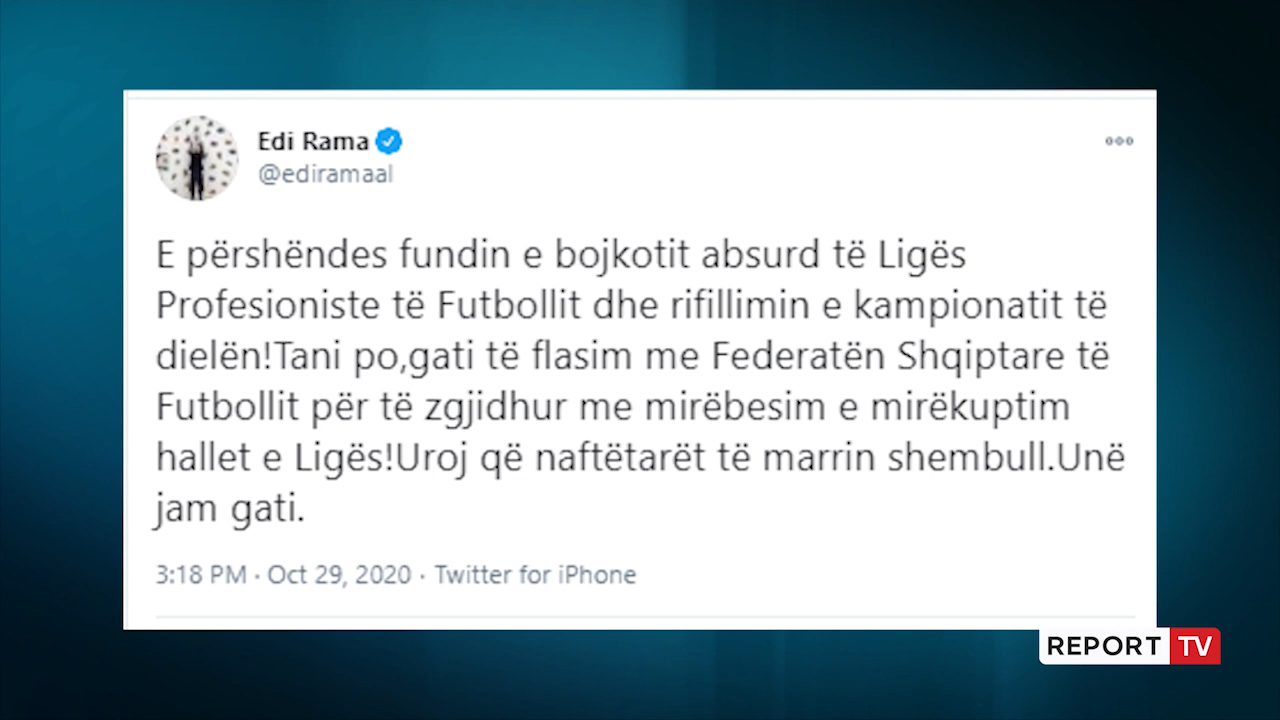 Edi Rama
@ediramaal
E përshëndes fundin e bojkotit absurd të Ligës
Profesioniste të Futbollit dhe rifillimin e kampionatit të
dielën!Tani po,gati të flasim me Federatën Shqiptare të
Futbollit për të zgjidhur me mirëbesim e mirëkuptim
hallet e Ligës!Uroj që naftëtarët të marrin shembull.Unë
jam gati.
3:18 PM · Oct 29, 2020 · Twitter for iPhone
REPORT TV